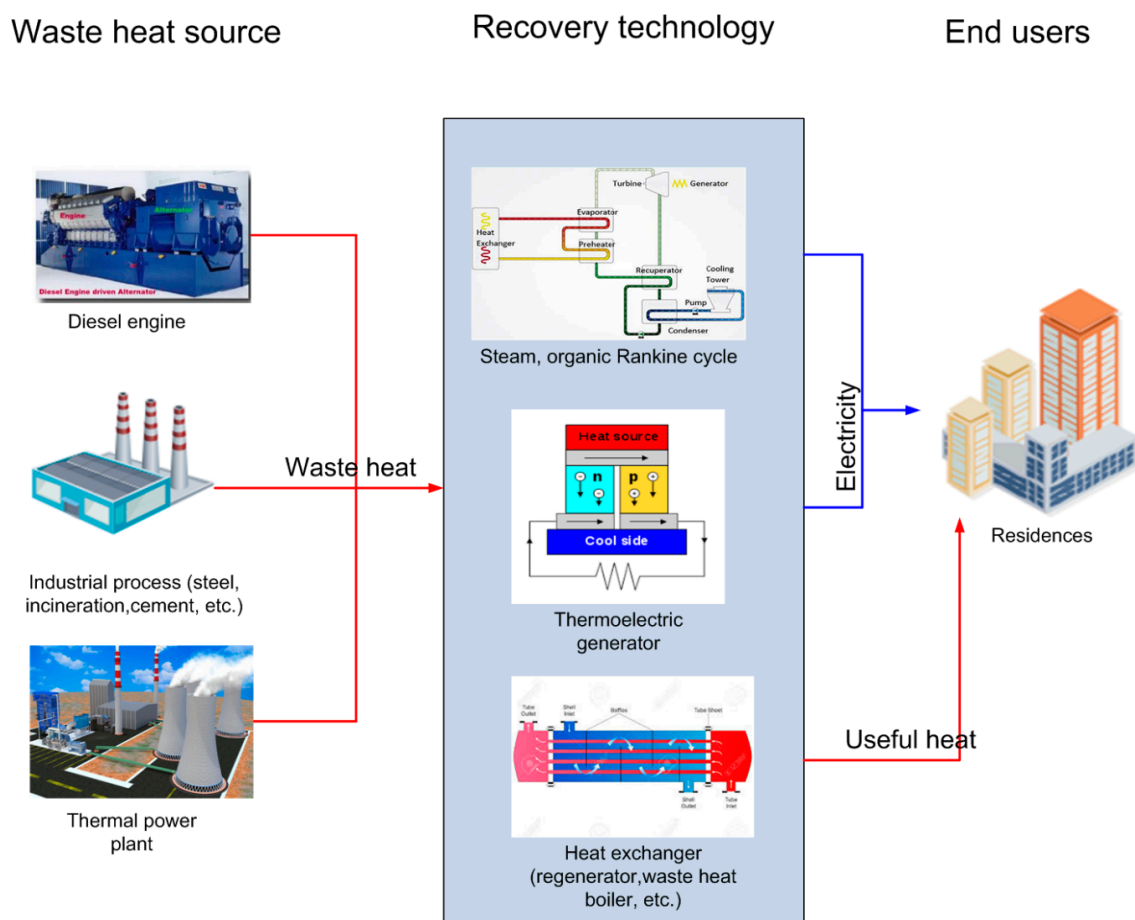 Waste heat source
Recovery technology
End users
Engine
Alternator
Diesel Engine driven Alternator
Diesel engine
Industrial process (steel,
incineration,cement, etc.)
Thermal power
plant
Waste heat
Turbine
Generator
Evaporator
Heat
Exchanger
Preheater
Recuperator
Cooling
Tower
Pump
Condenser
Steam, organic Rankine cycle
Heat source
n
p
Cool side
Thermoelectric
generator
Tube
Outlet
Shell
Inlet
Baffles
Tube Sheet
Shell
Outlet
Tube
Inlet
Heat exchanger
(regenerator,waste heat
boiler, etc.)
Electricity
Useful heat
Residences